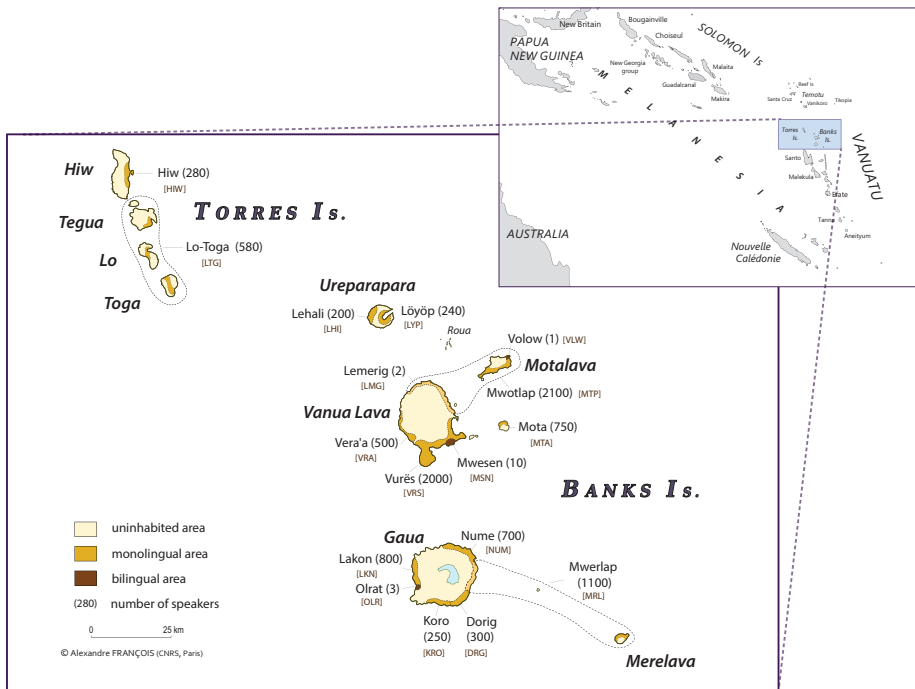 New Britain
Bougainville
Choiseul
SOLOMON Is
PAPUA
NEW GUINEA
New Georgia
group
Malaita
Guadalcanal
Makira
Reef Is
Temotu
Santa Cruz
Vanikoro
Tikopia
MELANESIA
Torres
Is.
Banks
Is.
VANUATU
Santo
Malekula
Efate
Tanna
Aneityum
AUSTRALIA
Nouvelle
Calédonie
Hiw
Hiw (280)
[HIW]
TORRES Is.
Tegua
Lo
Lo-Toga (580)
[LTG]
Toga
Ureparapara
Lehali (200)
[LHI]
Löyöp (240)
[LYP]
Roua
Volow (1) [VLW]
Motalava
Lemerig (2)
[LMG]
Mwotlap (2100) [MTP]
Vanua Lava
Mota (750)
[MTA]
Vera'a (500)
[VRA]
Mwesen (10)
[MSN]
Vurës (2000)
[VRS]
BANKS Is.
uninhabited area
monolingual area
bilingual area
(280) number of speakers
0 25 km
© Alexandre FRANÇOIS (CNRS, Paris)
Gaua
Nume (700)
[NUM]
Lakon (800)
[LKN]
Olrat (3)
[OLR]
Mwerlap
(1100)
[MRL]
Koro
(250)
[KRO]
Dorig
(300)
[DRG]
Merelava